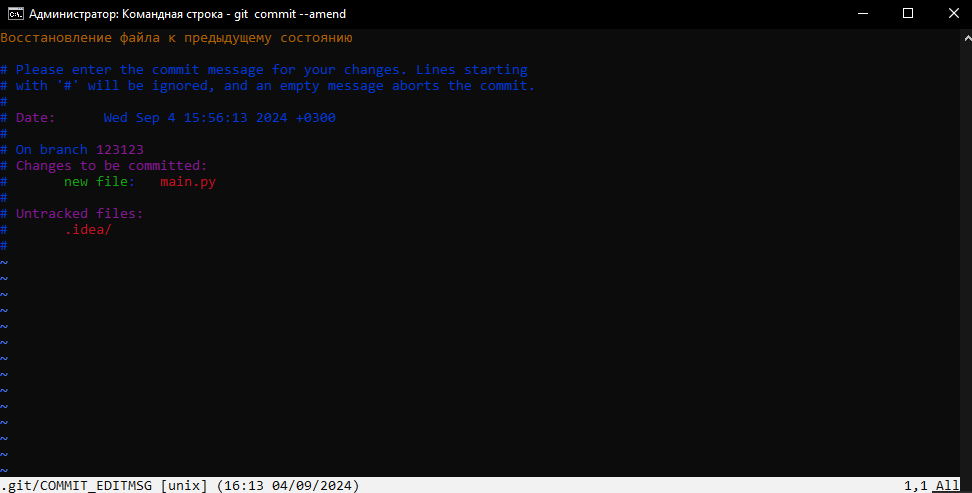 Администратор: Командная строка - git commit --amend
Восстановление файла к предыдущему состоянию
# Please enter the commit message for your changes. Lines starting
# with '#' will be ignored, and an empty message aborts the commit.
#
# Date:      Wed Sep 4 15:56:13 2024 +0300
#
# On branch 123123
# Changes to be committed:
#       new file:   main.py
#
# Untracked files:
#       .idea/
#
~
~
~
~
~
~
~
~
~
~
~
~
~
~
.git/COMMIT_EDITMSG [unix] (16:13 04/09/2024) 1,1 All